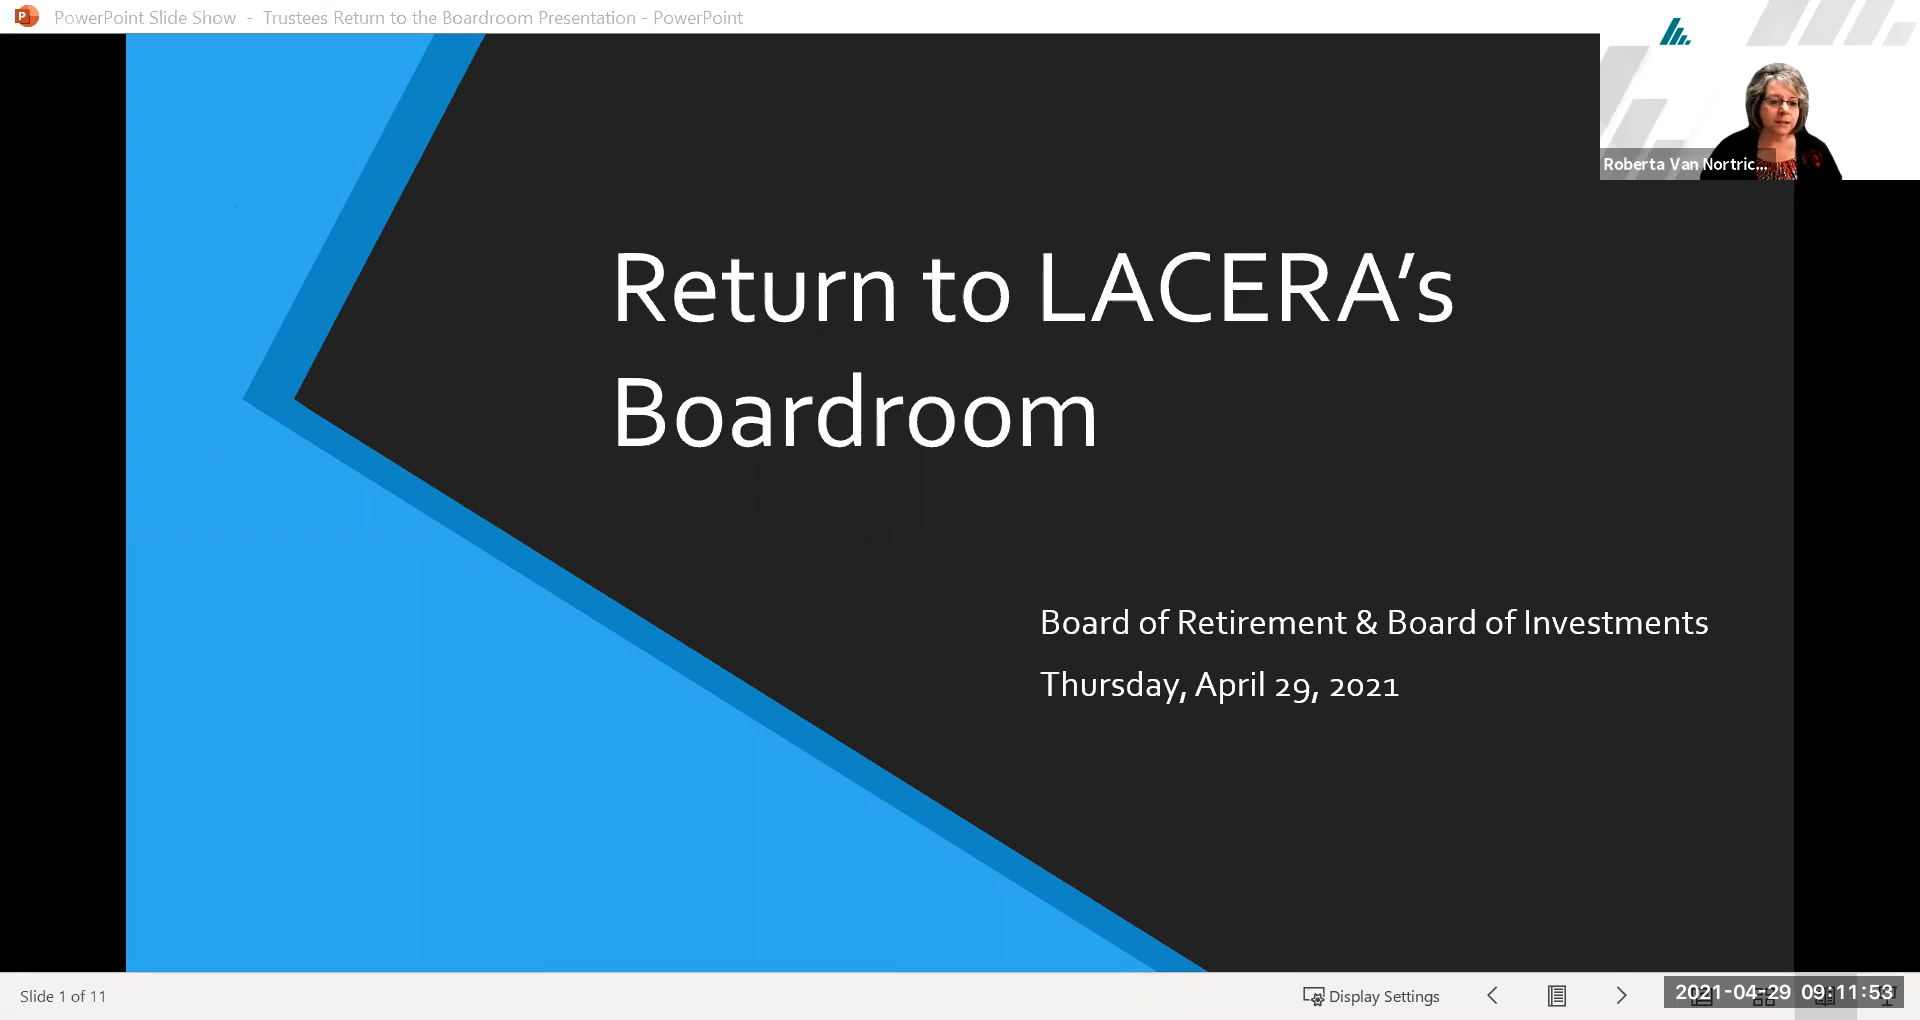 PowerPoint Slide Show - Trustees Return to the Boardroom Presentation - PowerPoint
Roberta Van Nortric...
Return to LACERA’s
Boardroom
Board of Retirement & Board of Investments
Thursday, April 29, 2021
Slide 1 of 11
Display Settings
2021-04-29 09:11:53